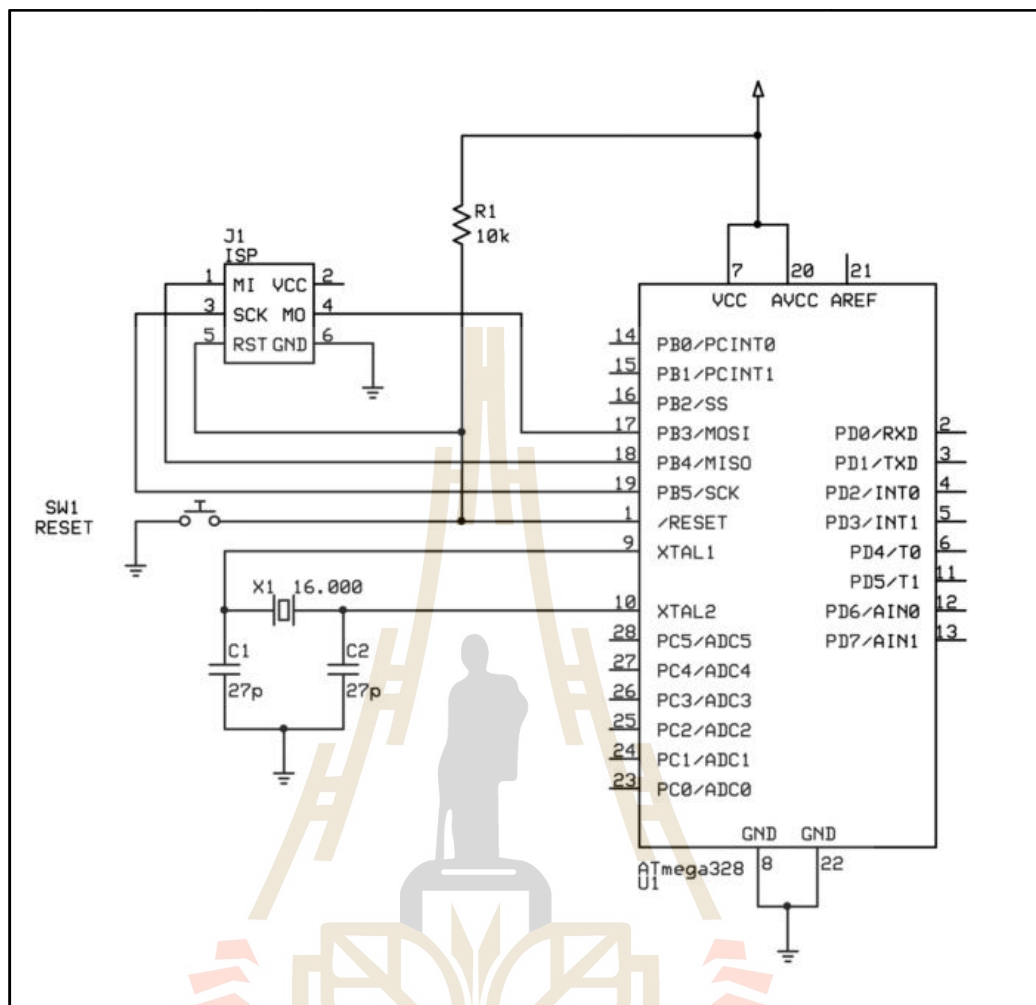 R1
10k
J1
ISP
1 MI VCC 2
3 SCK MO 4
5 RST GND 6
7 20 21
VCC AVCC AREF
14 PB0/PCINT0
15 PB1/PCINT1
16 PB2/SS
17 PB3/MOSI PD0/RXD 2
18 PB4/MISO PD1/TXD 3
19 PB5/SCK PD2/INT0 4
SW1
RESET
1 /RESET PD3/INT1 5
9 XTAL1 PD4/T0 6
PD5/T1 11
X1 16.000
10 XTAL2 PD6/AIN0 12
28 PC5/ADC5 PD7/AIN1 13
C1 C2
27p 27p
27 PC4/ADC4
26 PC3/ADC3
25 PC2/ADC2
24 PC1/ADC1
23 PC0/ADC0
GND GND
8 22
ATmega328
U1